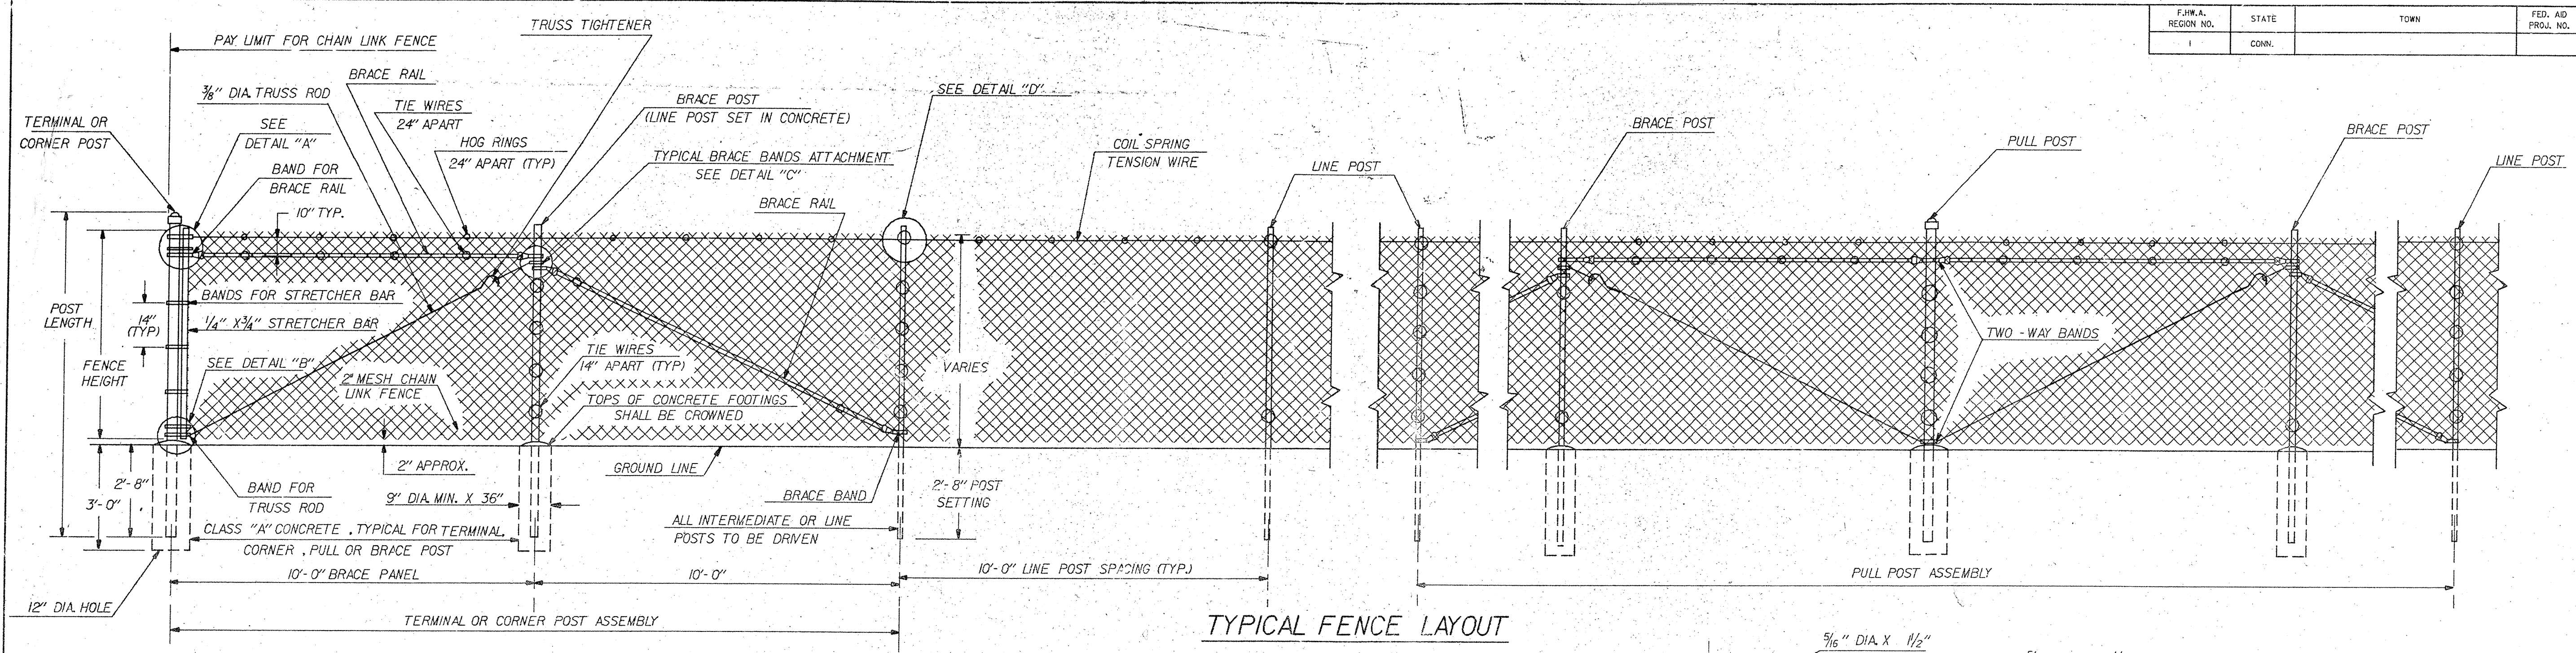 F.HW.A.
REGION NO.
STATE
TOWN
FED. AID
PROJ. NO.
1
CONN.
PAY LIMIT FOR CHAIN LINK FENCE
TRUSS TIGHTENER
BRACE RAIL
3/8" DIA. TRUSS ROD
TIE WIRES
24" APART
BRACE POST
(LINE POST SET IN CONCRETE)
SEE DETAIL "D"
TERMINAL OR
CORNER POST
SEE
DETAIL "A"
HOG RINGS
24" APART (TYP)
TYPICAL BRACE BANDS ATTACHMENT
SEE DETAIL "C"
COIL SPRING
TENSION WIRE
LINE POST
BRACE POST
PULL POST
BRACE POST
LINE POST
BAND FOR
BRACE RAIL
10" TYP.
BRACE RAIL
POST
LENGTH
BANDS FOR STRETCHER BAR
14"
(TYP)
1/4" X 3/4" STRETCHER BAR
FENCE
HEIGHT
SEE DETAIL "B"
2" MESH CHAIN
LINK FENCE
TIE WIRES
14" APART (TYP)
TOPS OF CONCRETE FOOTINGS
SHALL BE CROWNED
VARIES
TWO-WAY BANDS
2" APPROX.
GROUND LINE
2'-8"
3'-0"
BAND FOR
TRUSS ROD
9" DIA. MIN. X 36"
BRACE BAND
2'-8" POST
SETTING
CLASS "A" CONCRETE, TYPICAL FOR TERMINAL,
CORNER, PULL OR BRACE POST
ALL INTERMEDIATE OR LINE
POSTS TO BE DRIVEN
10'-0" BRACE PANEL
10'-0"
10'-0" LINE POST SPACING (TYP.)
PULL POST ASSEMBLY
12" DIA. HOLE
TERMINAL OR CORNER POST ASSEMBLY
TYPICAL FENCE LAYOUT
5/16" DIA. X 1 1/2"